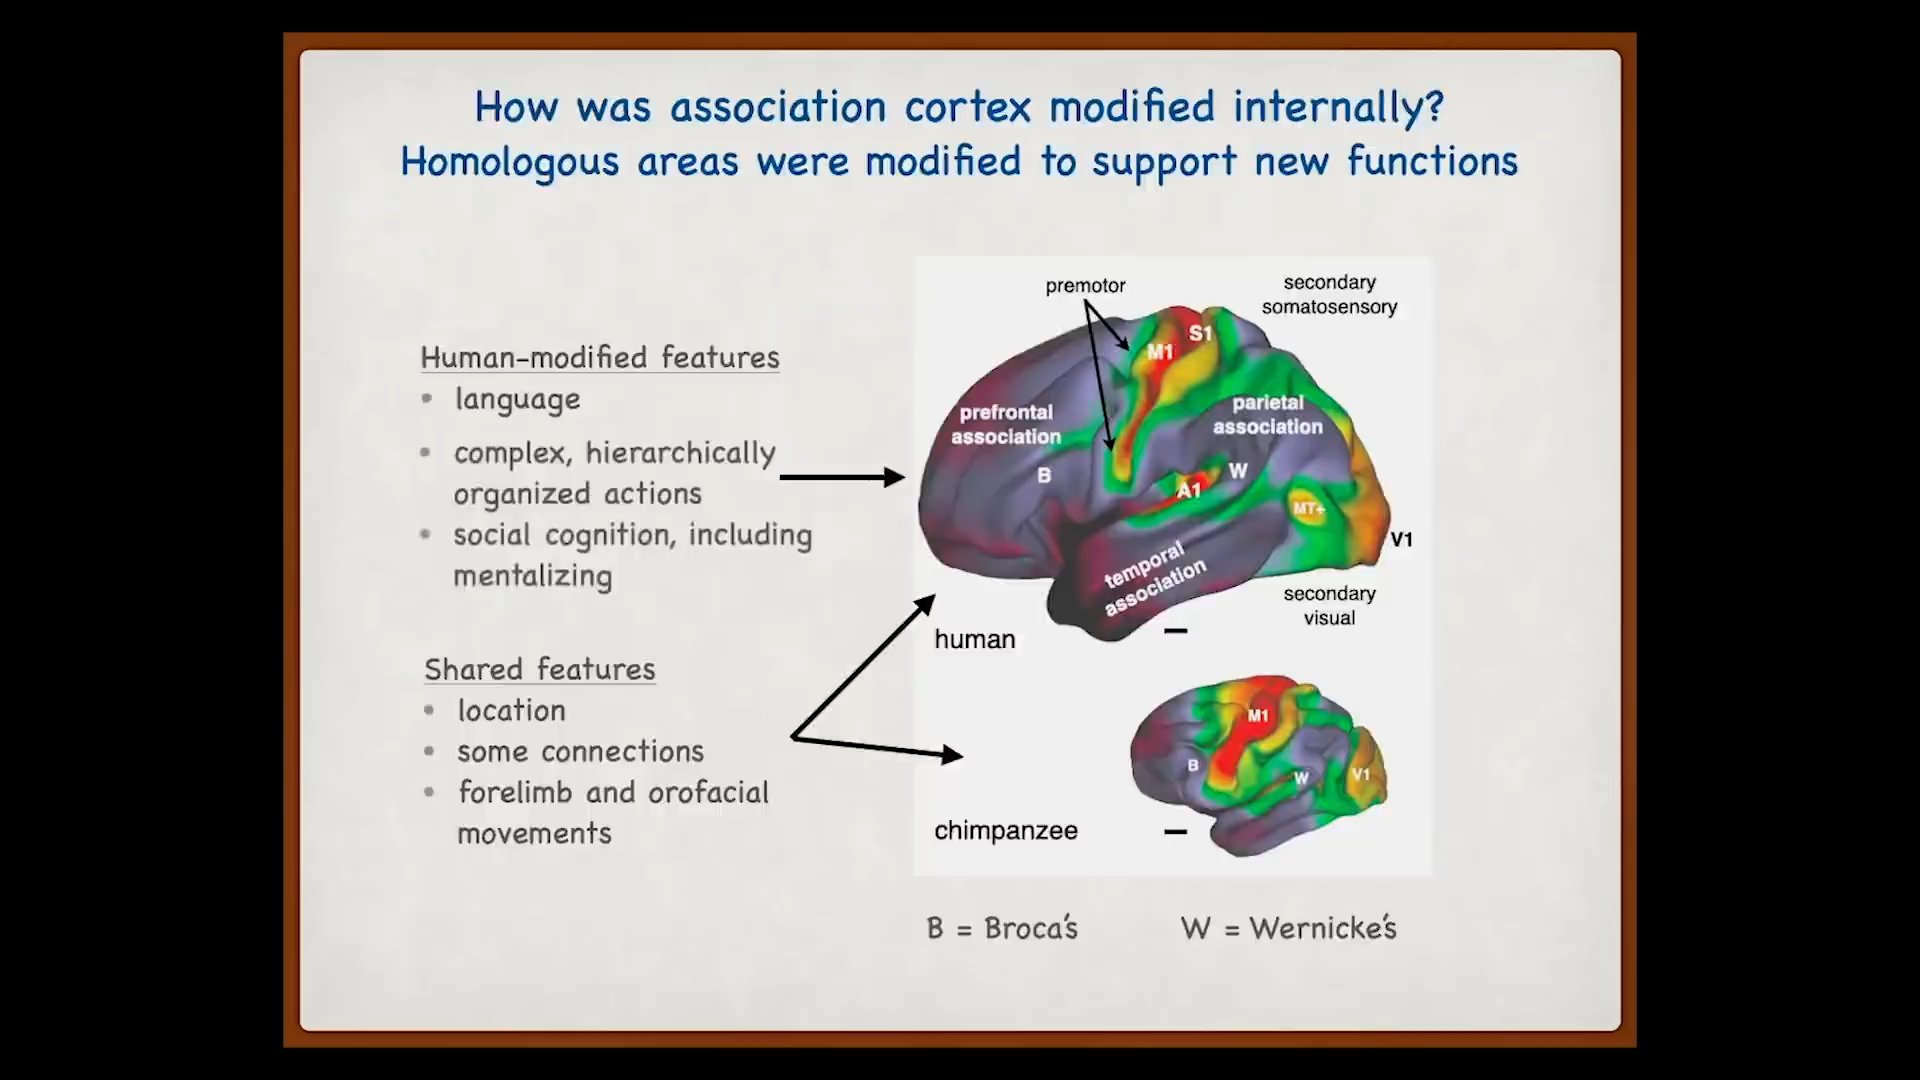 How was association cortex modified internally?
Homologous areas were modified to support new functions
Human-modified features
• language
• complex, hierarchically
organized actions
• social cognition, including
mentalizing
Shared features
• location
• some connections
• forelimb and orofacial
movements
premotor
secondary
somatosensory
S1
M1
prefrontal
association
parietal
association
B
W
A1
MT+
V1
temporal
association
secondary
visual
human
M1
B
W
V1
chimpanzee
B = Broca's
W = Wernicke's